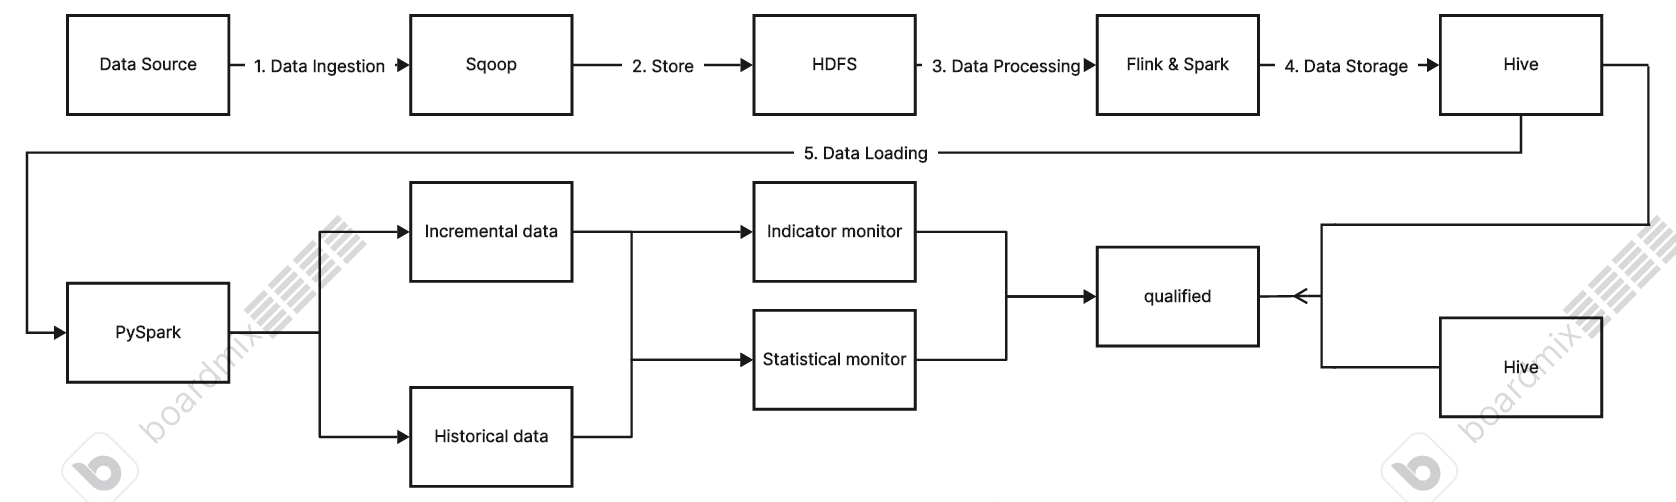 Data Source
1. Data Ingestion
Sqoop
2. Store
HDFS
3. Data Processing
Flink & Spark
4. Data Storage
Hive
5. Data Loading
PySpark
Incremental data
Historical data
Indicator monitor
Statistical monitor
qualified
Hive
boardmix
boardmix